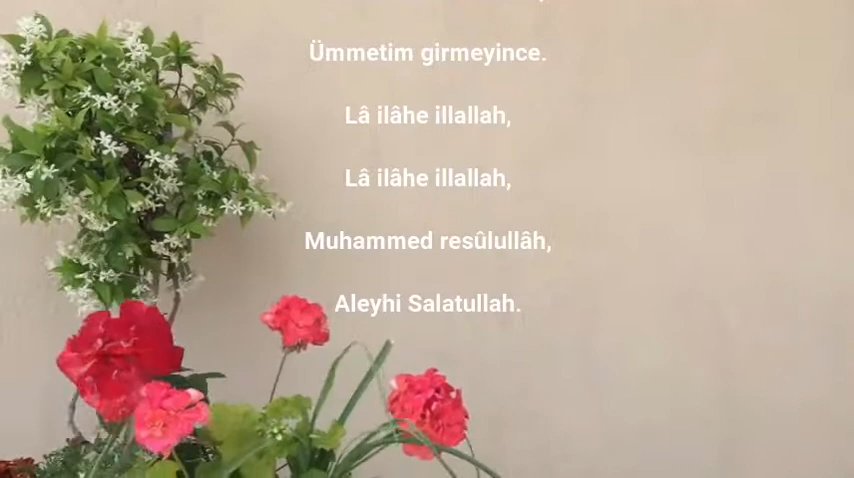 Ümmetim girmeyince.
Lâ ilâhe illallah,
Lâ ilâhe illallah,
Muhammed resûlullâh,
Aleyhi Salatullah.